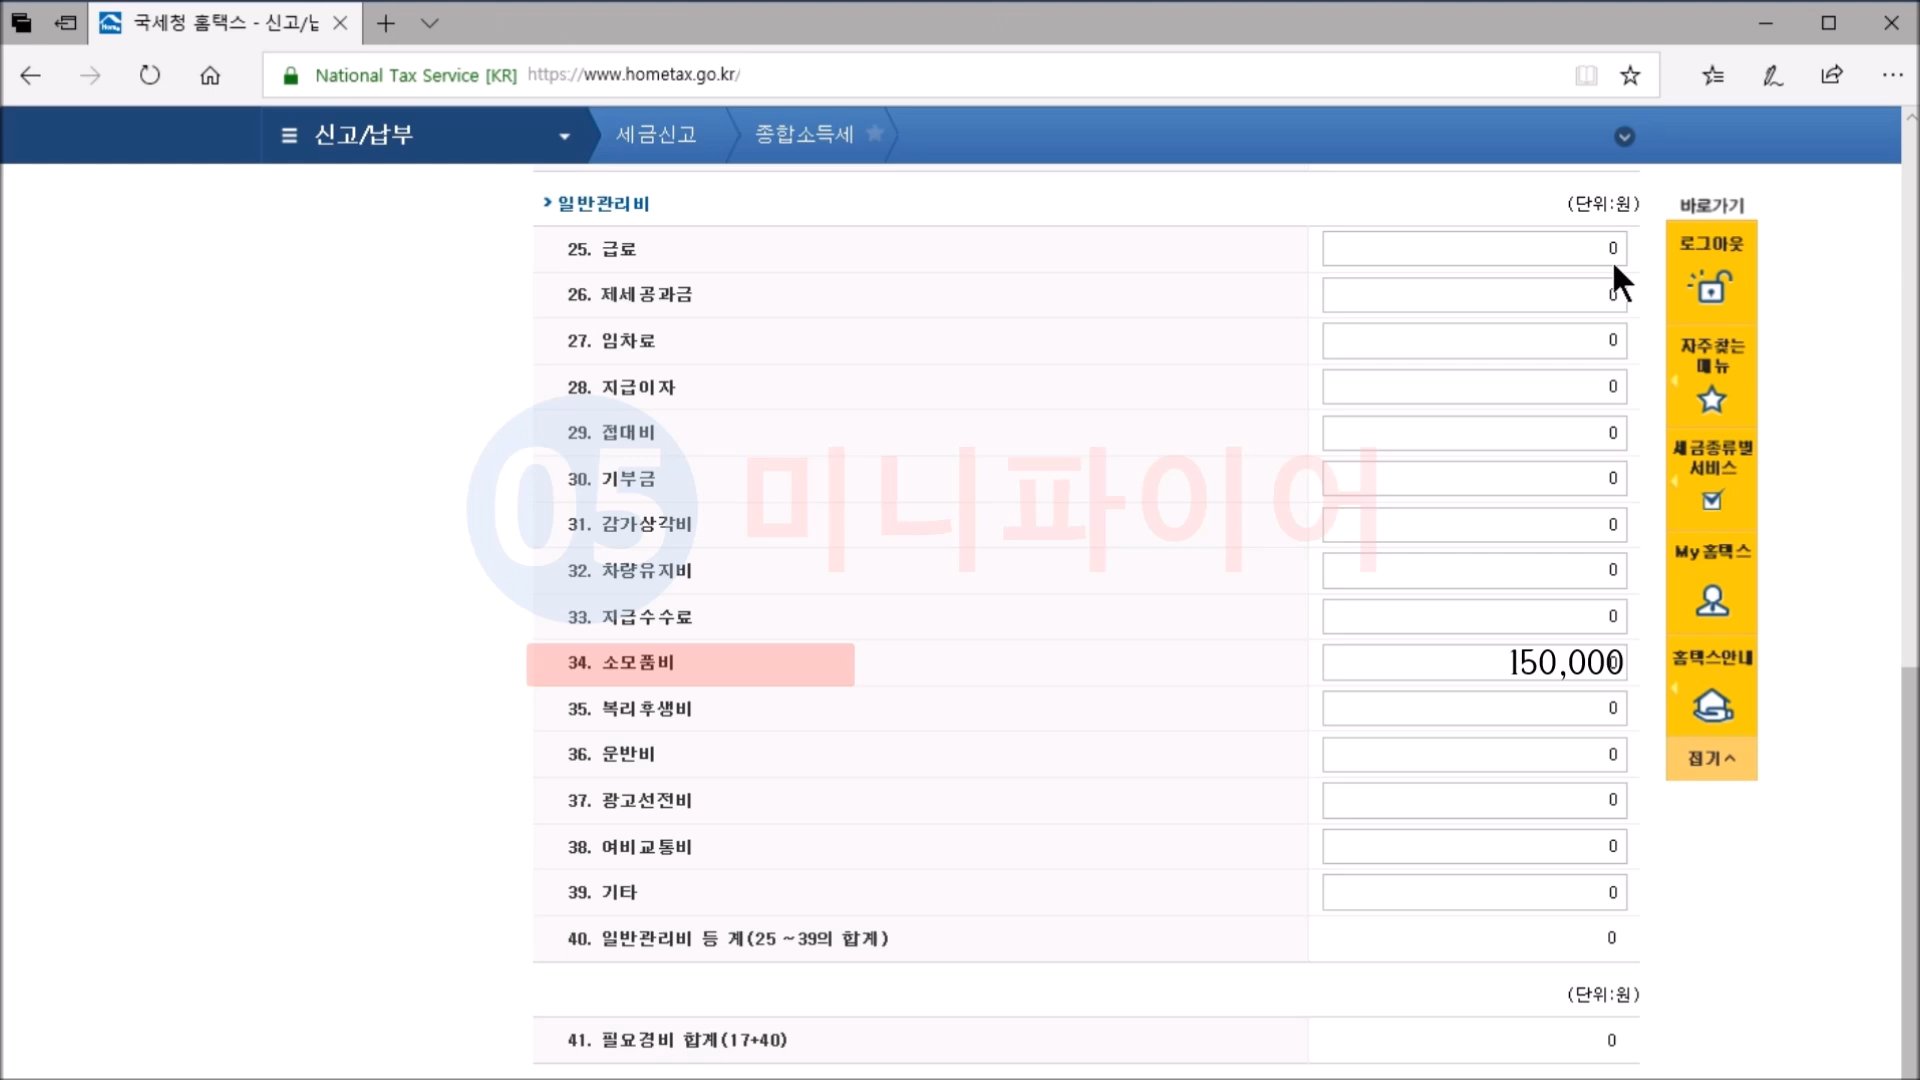 국세청 홈택스 - 신고/납
National Tax Service [KR] https://www.hometax.go.kr/
신고/납부
세금신고
종합소득세
일반관리비
(단위:원)
25. 급료 0
26. 제세공과금 0
27. 임차료 0
28. 지급이자 0
29. 접대비 0
30. 기부금 0
31. 감가상각비 0
32. 차량유지비 0
33. 지급수수료 0
34. 소모품비 150,000
35. 복리후생비 0
36. 운반비 0
37. 광고선전비 0
38. 여비교통비 0
39. 기타 0
40. 일반관리비 등 계(25 ~39의 합계) 0
(단위:원)
41. 필요경비 합계(17+40) 0
05 미니파이어
바로가기
로그아웃
자주찾는
메뉴
세금종류별
서비스
My홈택스
홈택스안내
접기